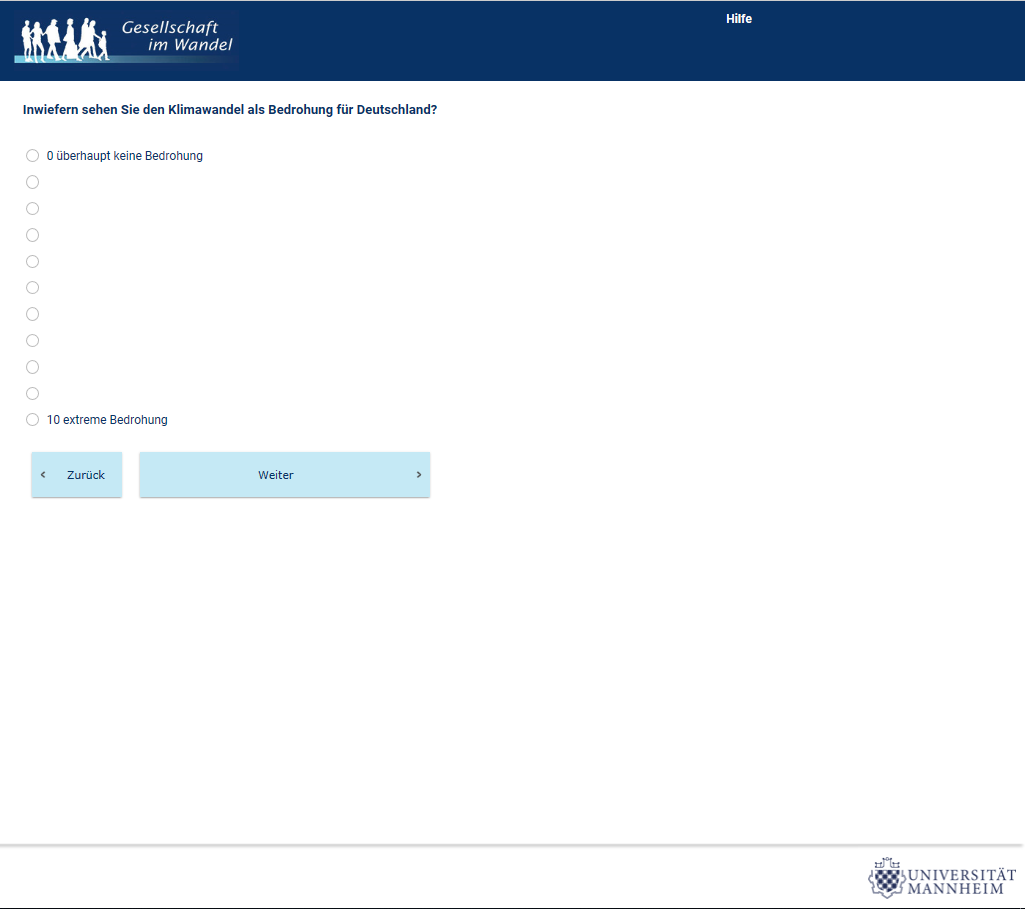 Gesellschaft
im Wandel
Hilfe
Inwiefern sehen Sie den Klimawandel als Bedrohung für Deutschland?
0 überhaupt keine Bedrohung
10 extreme Bedrohung
Zurück
Weiter
UNIVERSITÄT
MANNHEIM